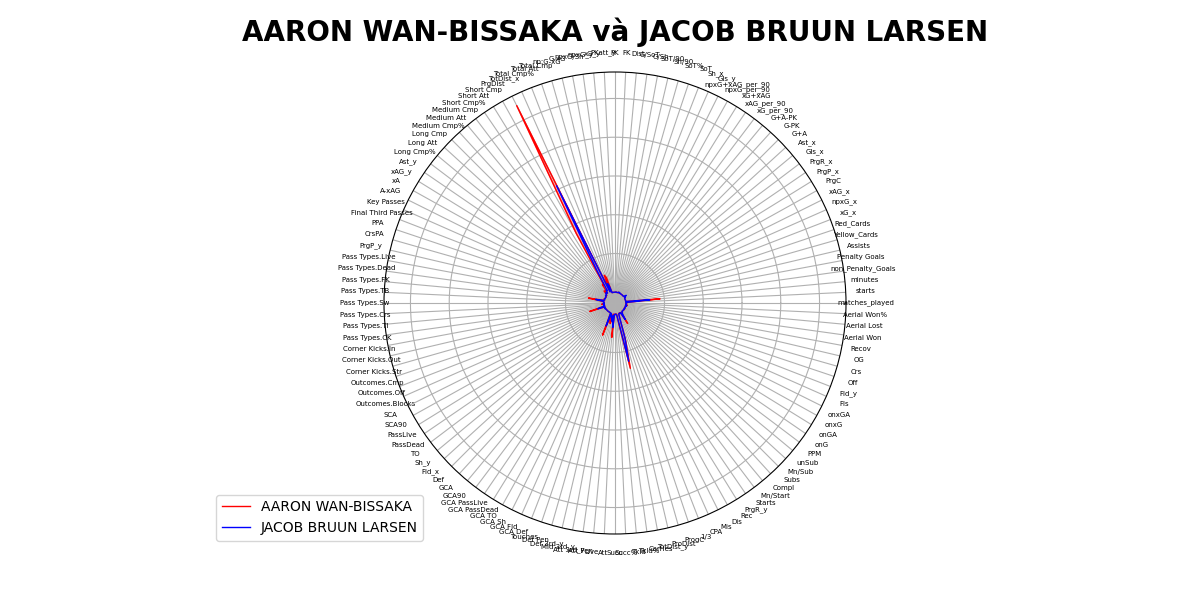 AARON WAN-BISSAKA và JACOB BRUUN LARSEN
FK
SoT
Sh_x
Gls_y
npxG+xAG_per_90
npxG_per_90
xG+xAG
xAG_per_90
xG_per_90
G+A-PK
G-PK
G+A
Ast_x
Gls_x
PrgR_x
PrgP_x
PrgC
xAG_x
npxG_x
xG_x
Red_Cards
Yellow_Cards
Assists
Penalty Goals
non_Penalty_Goals
minutes
starts
matches_played
Aerial Won%
Aerial Lost
Aerial Won
Recov
OG
Crs
Off
Fld_y
Fls
onxGA
onxG
onGA
onG
PPM
unSub
Mn/Sub
Subs
Compl
Mn/Start
Starts
PrgR_y
Rec
Dis
Mis
CPA
1/3
ProgC
PrgDist
Total Cmp
Total Att
Total Cmp%
TotDist_x
PrgDist
Short Cmp
Short Att
Short Cmp%
Medium Cmp
Medium Att
Medium Cmp%
Long Cmp
Long Att
Long Cmp%
Ast_y
xAG_y
xA
A-xAG
Key Passes
Final Third Passes
PPA
CrsPA
PrgP_y
Pass Types.Live
Pass Types.Dead
Pass Types.FK
Pass Types.TB
Pass Types.Sw
Pass Types.Crs
Pass Types.TI
Pass Types.CK
Corner Kicks.In
Corner Kicks.Out
Corner Kicks.Str
Outcomes.Cmp
Outcomes.Off
Outcomes.Blocks
SCA
SCA90
PassLive
PassDead
TO
Sh_y
Fld_x
Def
GCA
GCA90
GCA PassLive
GCA PassDead
GCA TO
GCA Sh
GCA Fld
GCA Def
Touches
Def Pen
AARON WAN-BISSAKA
JACOB BRUUN LARSEN